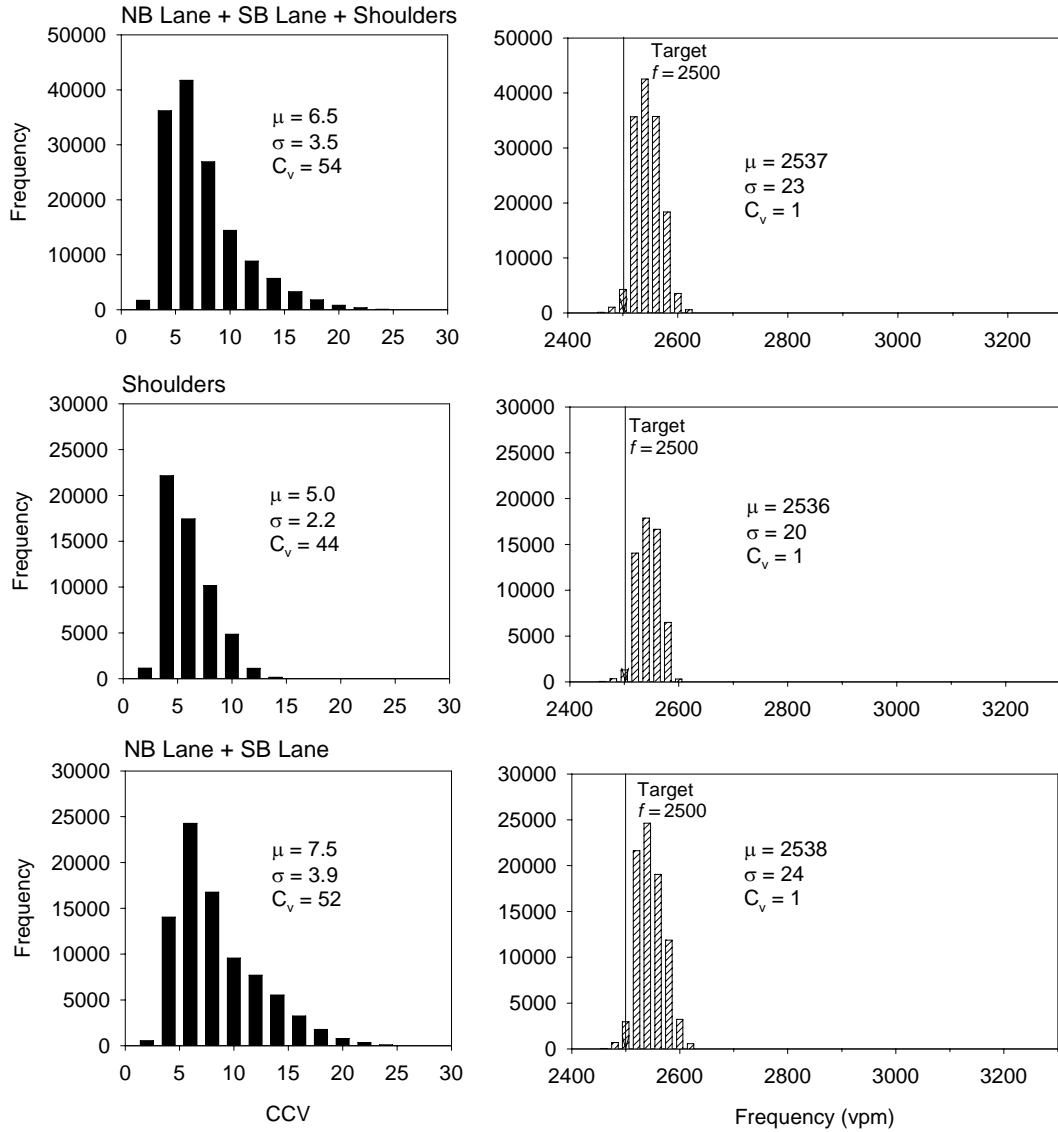 NB Lane + SB Lane + Shoulders
50000
40000
30000
20000
10000
0
Frequency
μ = 6.5
σ = 3.5
Cv = 54
0 5 10 15 20 25 30
50000
40000
30000
20000
10000
0
Target
f = 2500
μ = 2537
σ = 23
Cv = 1
2400 2600 2800 3000 3200
Shoulders
30000
25000
20000
15000
10000
5000
0
Frequency
μ = 5.0
σ = 2.2
Cv = 44
0 5 10 15 20 25 30
30000
25000
20000
15000
10000
5000
0
Target
f = 2500
μ = 2536
σ = 20
Cv = 1
2400 2600 2800 3000 3200
NB Lane + SB Lane
30000
25000
20000
15000
10000
5000
0
Frequency
μ = 7.5
σ = 3.9
Cv = 52
0 5 10 15 20 25 30
CCV
30000
25000
20000
15000
10000
5000
0
Target
f = 2500
μ = 2538
σ = 24
Cv = 1
2400 2600 2800 3000 3200
Frequency (vpm)